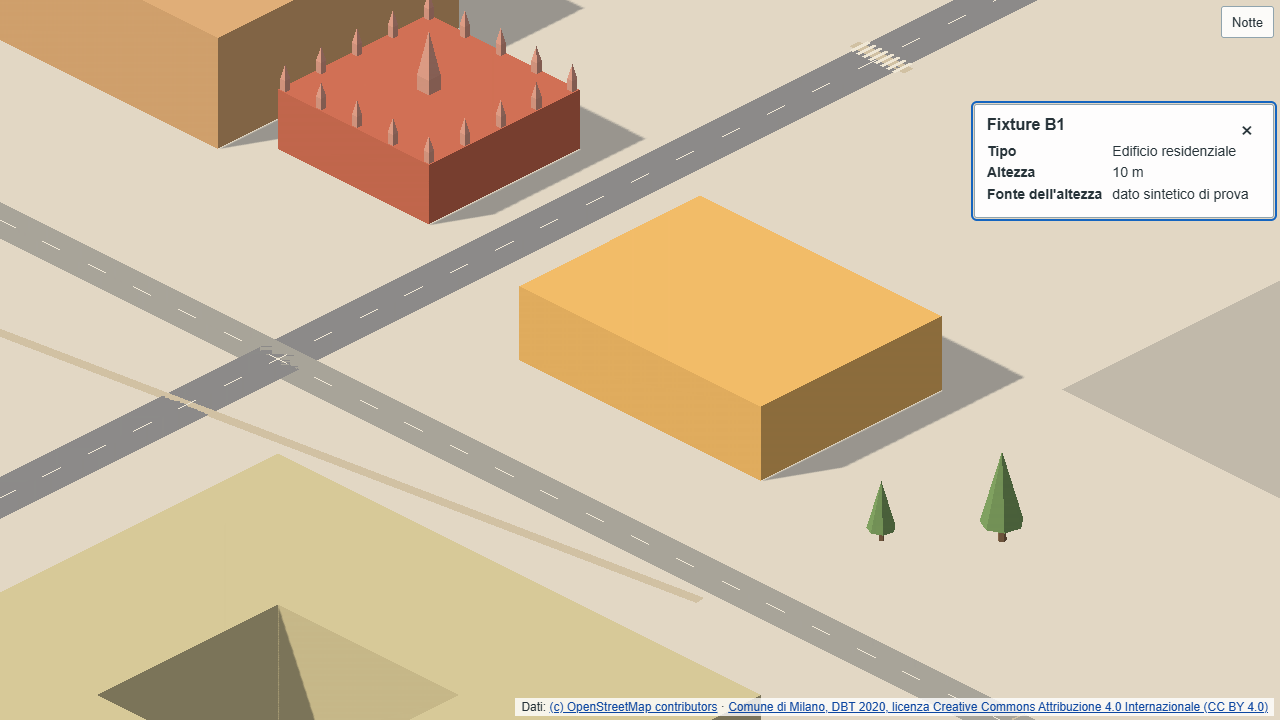 Notte
Fixture B1
×
Tipo Edificio residenziale
Altezza 10 m
Fonte dell'altezza dato sintetico di prova
Dati: (c) OpenStreetMap contributors · Comune di Milano, DBT 2020, licenza Creative Commons Attribuzione 4.0 Internazionale (CC BY 4.0)